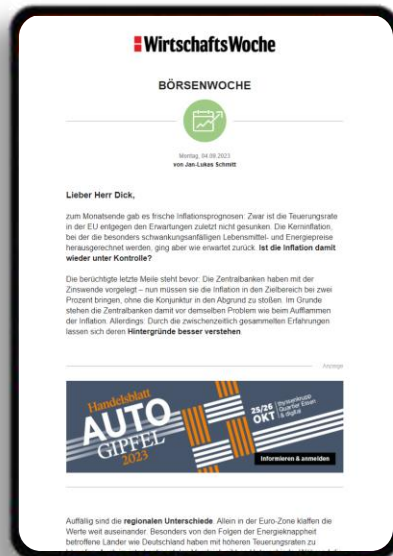 WirtschaftsWoche
BÖRSENWOCHE
Montag, 04.09.2023
von Jan-Lukas Schmitt
Lieber Herr Dick,
zum Monatsende gab es frische Inflationsprognosen: Zwar ist die Teuerungsrate
in der EU entgegen den Erwartungen zuletzt nicht gesunken. Die Kerninflation,
bei der die besonders schwankungsanfälligen Lebensmittel- und Energiepreise
herausgerechnet werden, ging aber wie erwartet zurück. Ist die Inflation damit
wieder unter Kontrolle?
Die berüchtigte letzte Meile steht bevor: Die Zentralbanken haben mit der
Zinswende vorgelegt – nun müssen sie die Inflation in den Zielbereich bei zwei
Prozent bringen, ohne die Konjunktur in den Abgrund zu stoßen. Im Grunde
stehen die Zentralbanken damit vor demselben Problem wie beim Aufflammen
der Inflation. Allerdings: Durch die zwischenzeitlich gesammelten Erfahrungen
lassen sich deren Hintergründe besser verstehen.
Anzeige
Handelsblatt
AUTO
GIPFEL
2023
25/26
OKT
thyssenkrupp
Quartier Essen
& digital
Informieren & anmelden
Auffällig sind die regionalen Unterschiede. Allein in der Euro-Zone klaffen die
Werte weit auseinander. Besonders von den Folgen der Energieknappheit
betroffene Länder wie Deutschland haben mit höheren Teuerungsraten zu